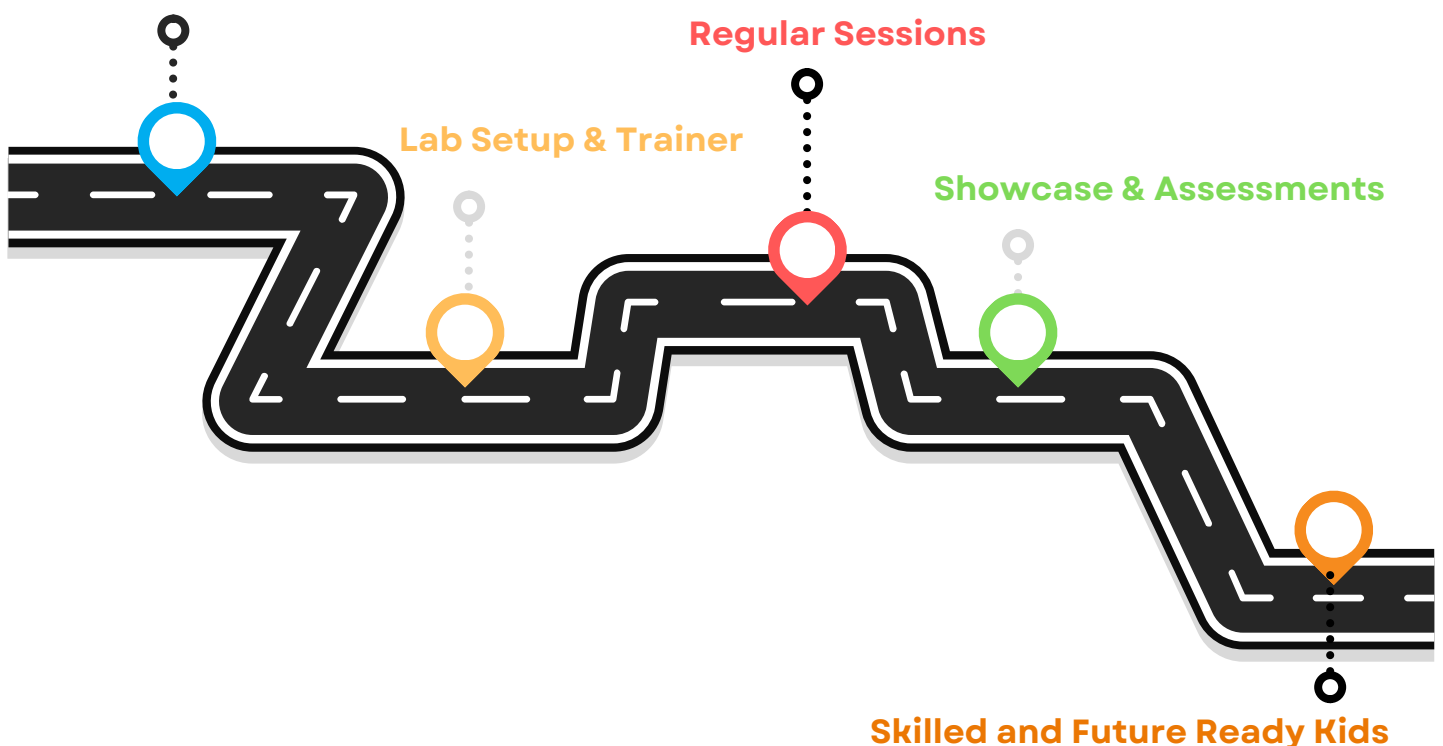 Regular Sessions
Lab Setup & Trainer
Showcase & Assessments
Skilled and Future Ready Kids